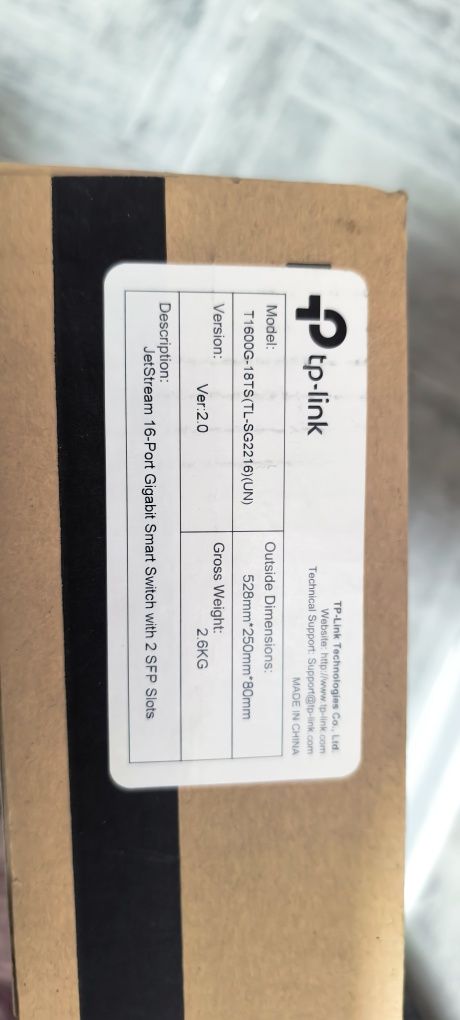 tp-link
TP-Link Technologies Co., Ltd.
Website: http://www.tp-link.com
Technical Support: Support@tp-link.com
MADE IN CHINA
Model:
T1600G-18TS(TL-SG2216)(UN)
Outside Dimensions:
528mm*250mm*80mm
Version:
Ver:2.0
Gross Weight:
2.6KG
Description:
JetStream 16-Port Gigabit Smart Switch with 2 SFP Slots